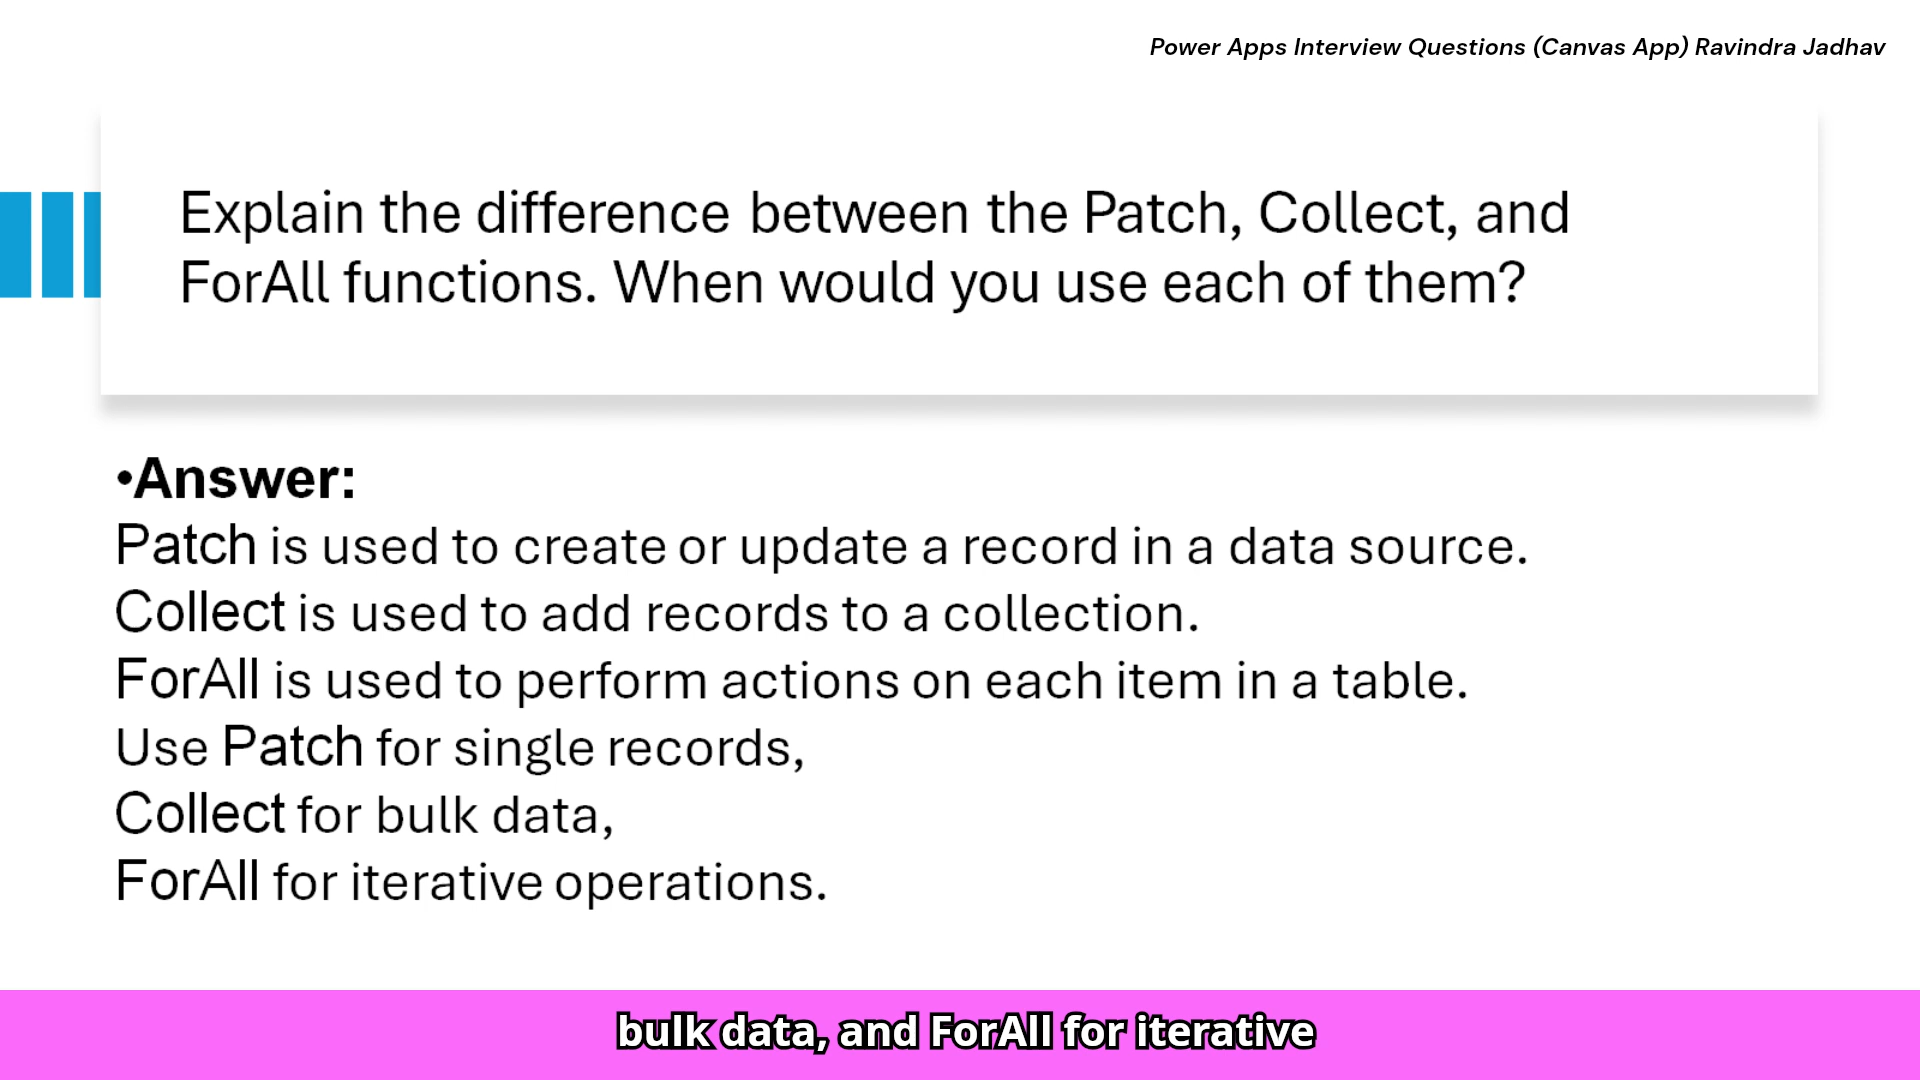 Power Apps Interview Questions (Canvas App) Ravindra Jadhav
Explain the difference between the Patch, Collect, and
ForAll functions. When would you use each of them?
•Answer:
Patch is used to create or update a record in a data source.
Collect is used to add records to a collection.
ForAll is used to perform actions on each item in a table.
Use Patch for single records,
Collect for bulk data,
ForAll for iterative operations.
bulk data, and ForAll for iterative